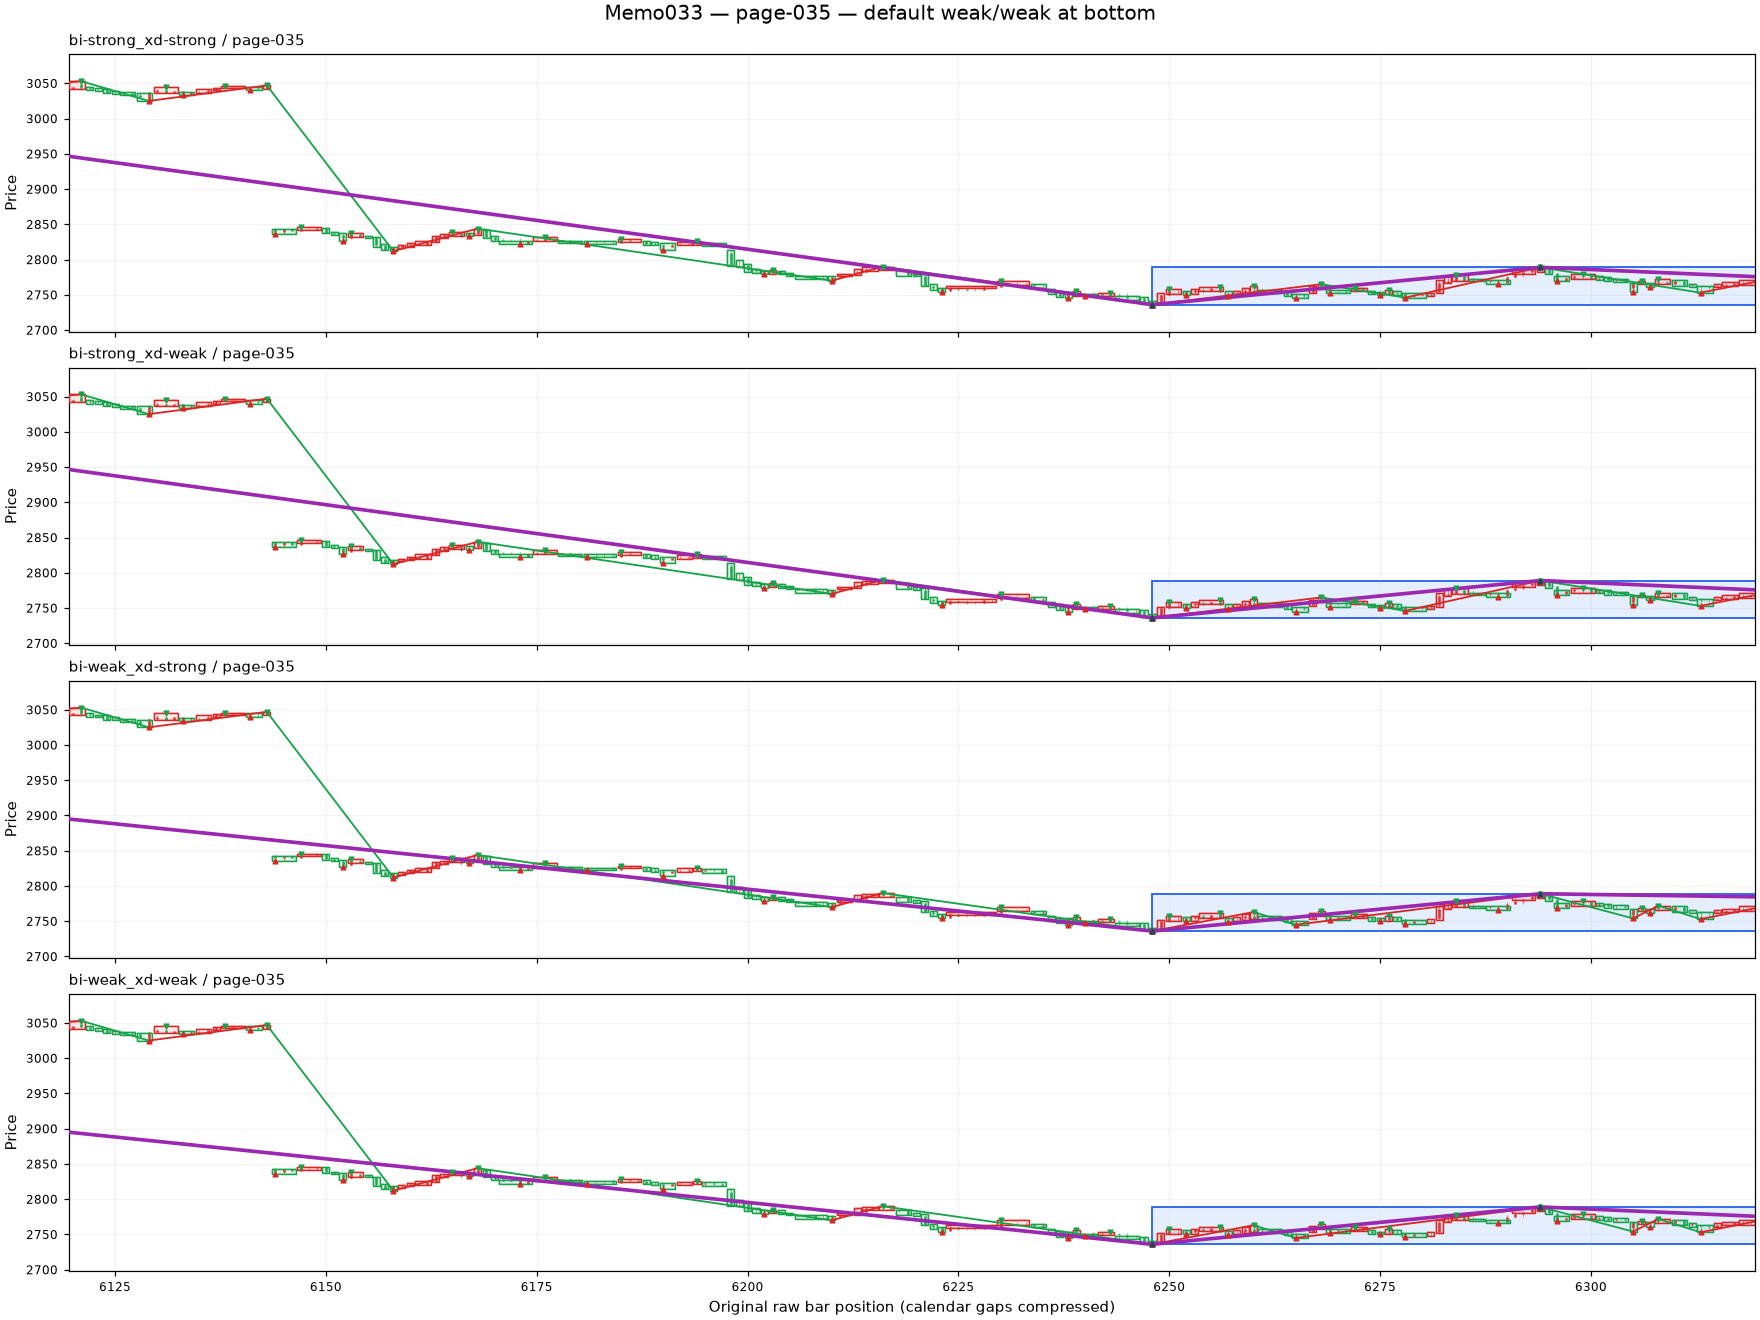 Memo033 — page-035 — default weak/weak at bottom
bi-strong_xd-strong / page-035
3050
3000
2950
2900
2850
2800
2750
2700
Price
bi-strong_xd-weak / page-035
3050
3000
2950
2900
2850
2800
2750
2700
Price
bi-weak_xd-strong / page-035
3050
3000
2950
2900
2850
2800
2750
2700
Price
bi-weak_xd-weak / page-035
3050
3000
2950
2900
2850
2800
2750
2700
Price
6125 6150 6175 6200 6225 6250 6275 6300
Original raw bar position (calendar gaps compressed)